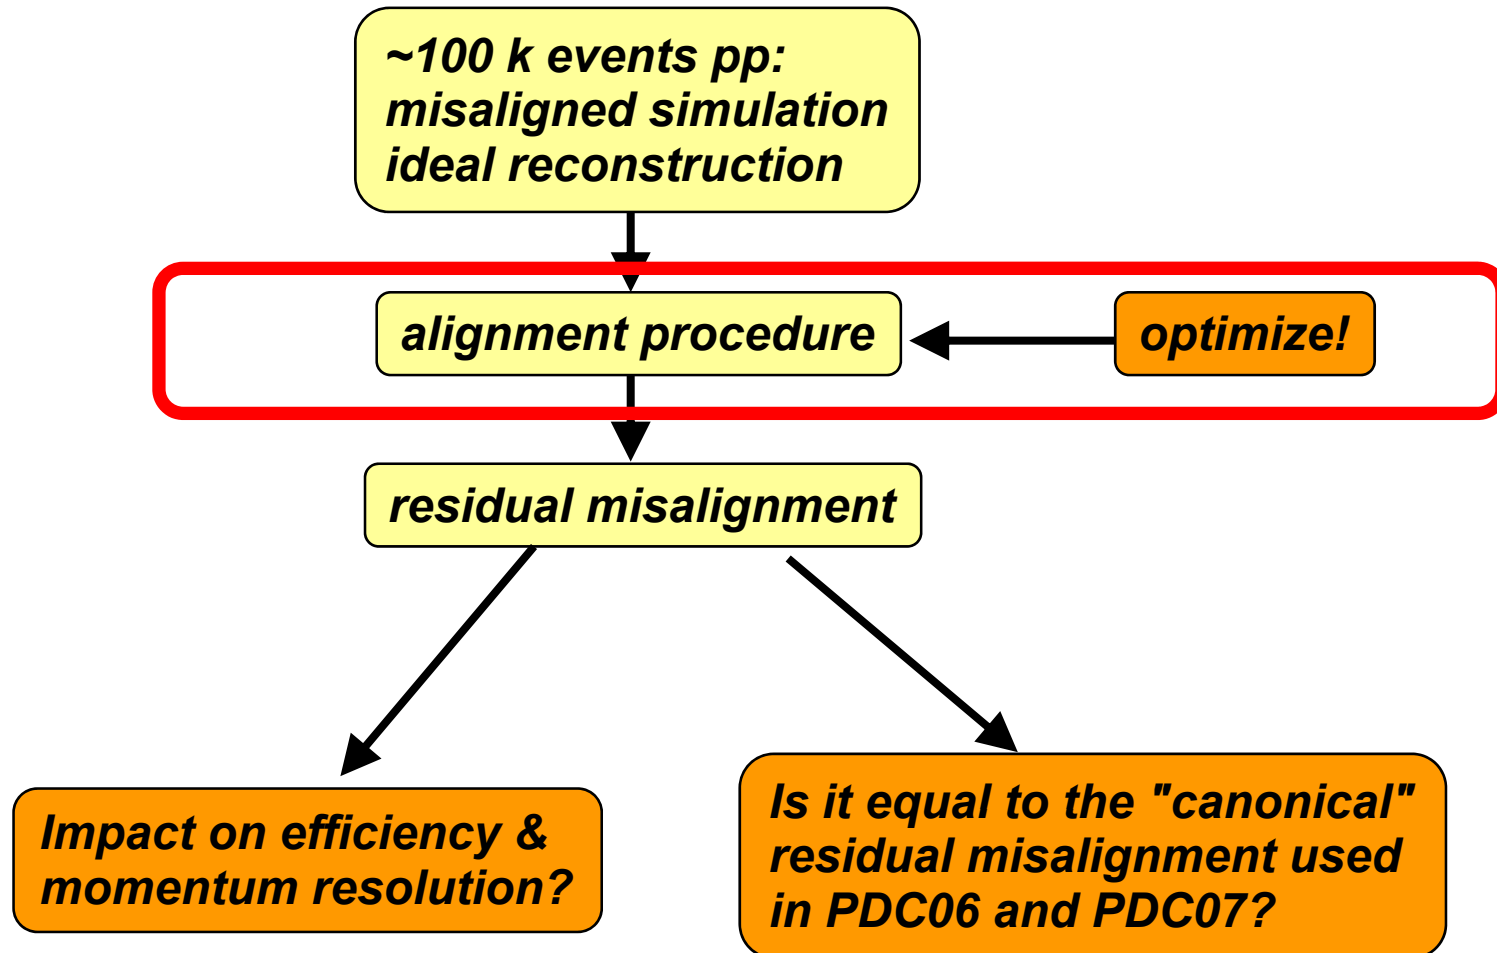 ~100 k events pp:
misaligned simulation
ideal reconstruction
alignment procedure
optimize!
residual misalignment
Impact on efficiency &
momentum resolution?
Is it equal to the "canonical"
residual misalignment used
in PDC06 and PDC07?